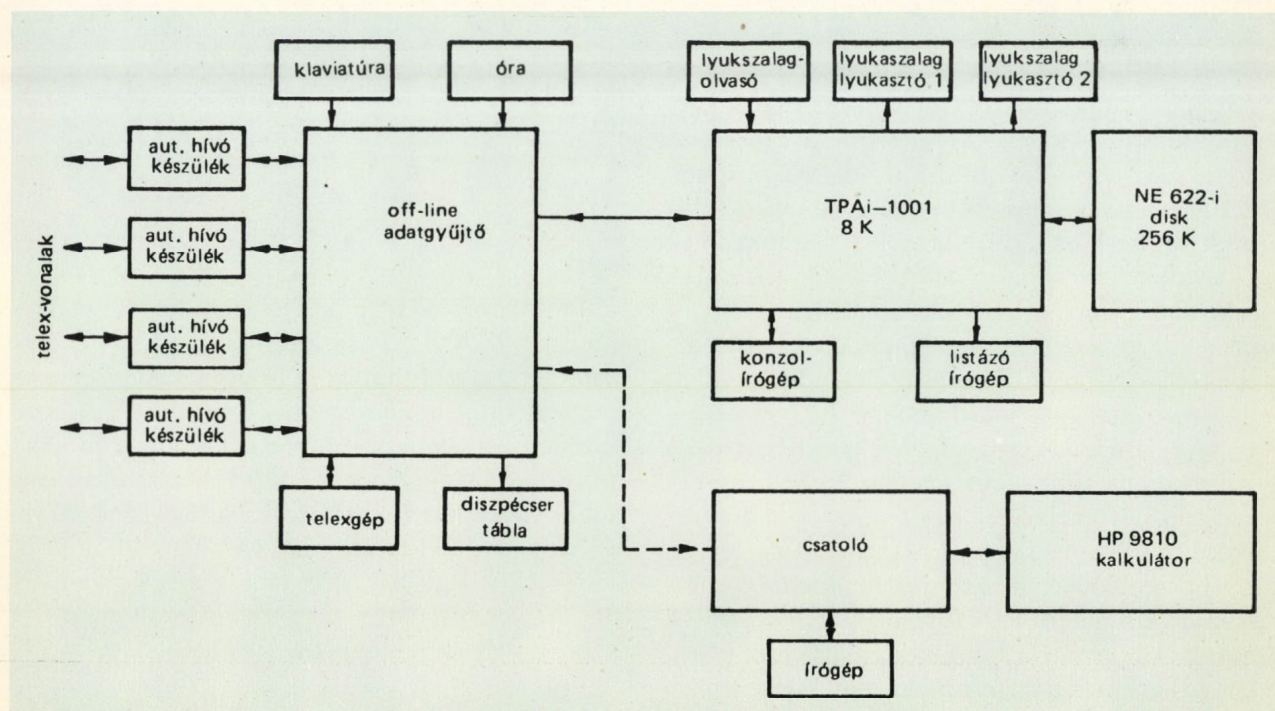 klaviatúra
óra
lyukszalag-
olvasó
lyukaszalag
lyukasztó 1.
lyukszalag
lyukasztó 2
aut. hívó
készülék
aut. hívó
készülék
aut. hívó
készülék
aut. hívó
készülék
telex-vonalak
off-line
adatgyűjtő
TPAi–1001
8 K
NE 622-i
disk
256 K
konzol-
írógép
listázó
írógép
telexgép
diszpécser
tábla
csatoló
HP 9810
kalkulátor
írógép